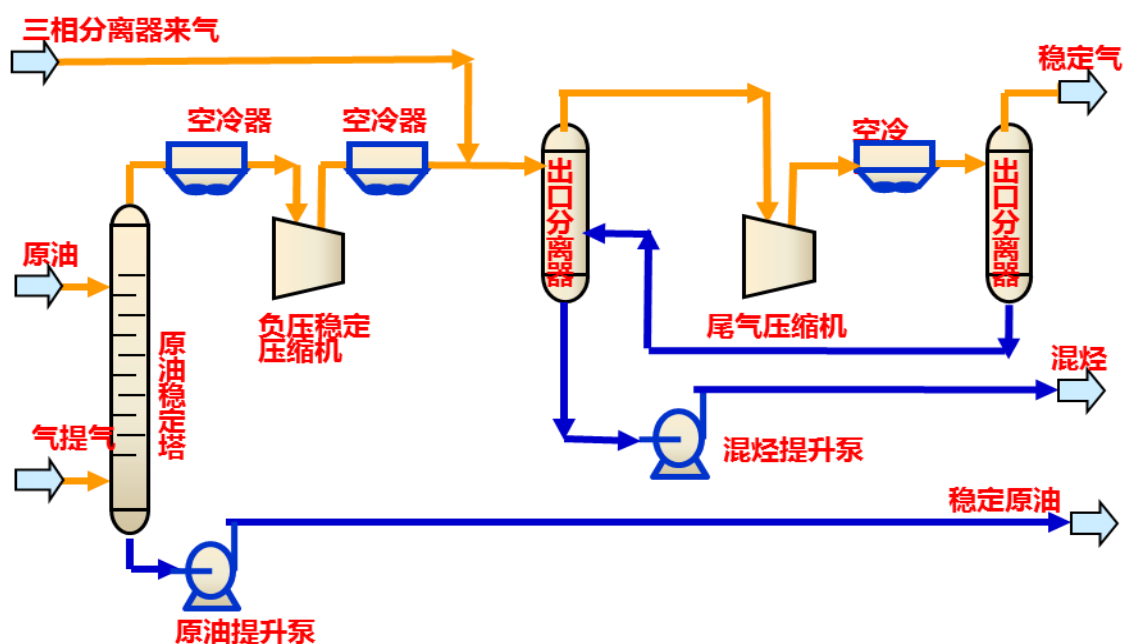 三相分离器来气
稳定气
空冷器
空冷器
空冷
出口分离器
出口分离器
原油
负压稳定
压缩机
尾气压缩机
原油稳定塔
混烃
气提气
混烃提升泵
稳定原油
原油提升泵